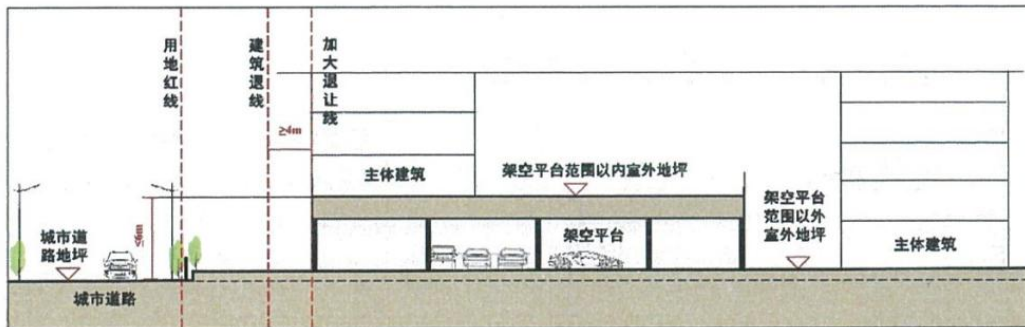 用地红线
建筑退线
加大退让线
≥4m
主体建筑
架空平台范围以内室外地坪
架空平台
范围以外
室外地坪
城市道
路地坪
架空平台
主体建筑
城市道路